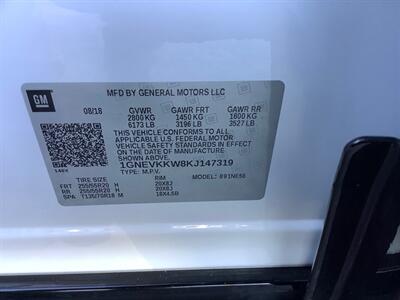 GM
MFD BY GENERAL MOTORS LLC
08/18 GVWR GAWR FRT GAWR RR
2800 KG 1450 KG 1600 KG
6173 LB 3196 LB 3527 LB
THIS VEHICLE CONFORMS TO ALL
APPLICABLE U.S. FEDERAL MOTOR
VEHICLE SAFETY STANDARDS IN EFFECT
ON THE DATE OF MANUFACTURE
1GNEVKKW8KJ147319
TYPE: M.P.V.
TIRE SIZE RIM MODEL:
FRT 255/55R20 H 20X8J
RR 255/55R20 H 20X8J
SPA T135/70R18 M 18X4.5B